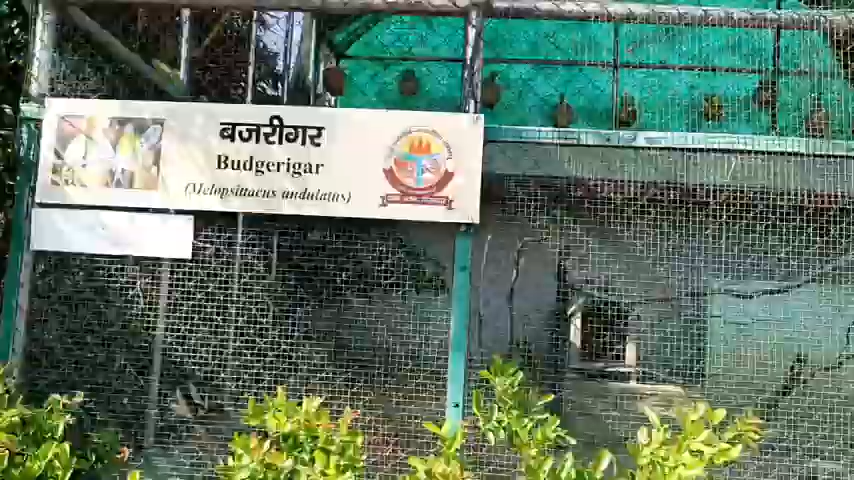 बजरीगर
Budgerigar
(Melopsittacus undulatus)